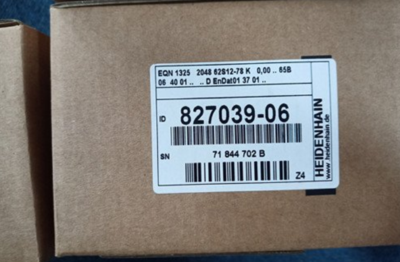 EQN 1325 2048 62S12-78 K 0,00 .. 65B
06 40 01 .. .. D EnDat01 37 01 ..
ID 827039-06
SN 71 844 702 B
Z4
HEIDENHAIN
www.heidenhain.de